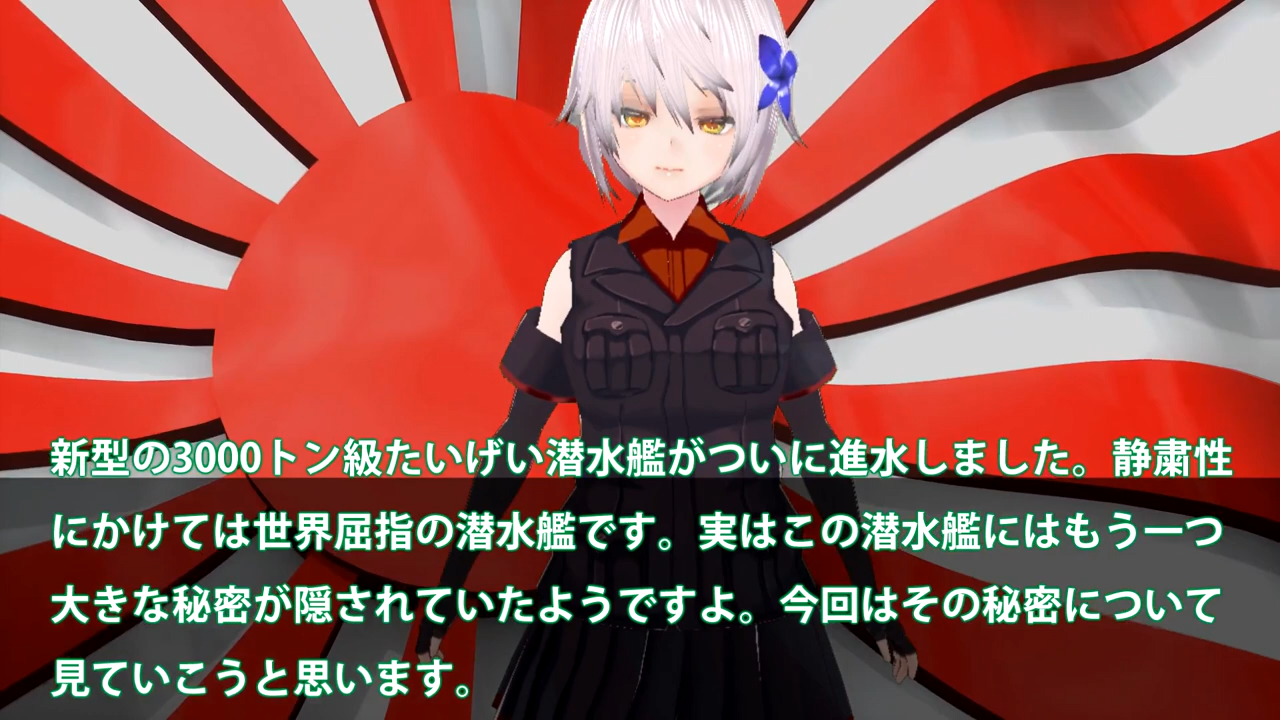 新型の3000トン級たいげい潜水艦がついに進水しました。静粛性
にかけては世界屈指の潜水艦です。実はこの潜水艦にはもう一つ
大きな秘密が隠されていたようですよ。今回はその秘密について
見ていこうと思います。